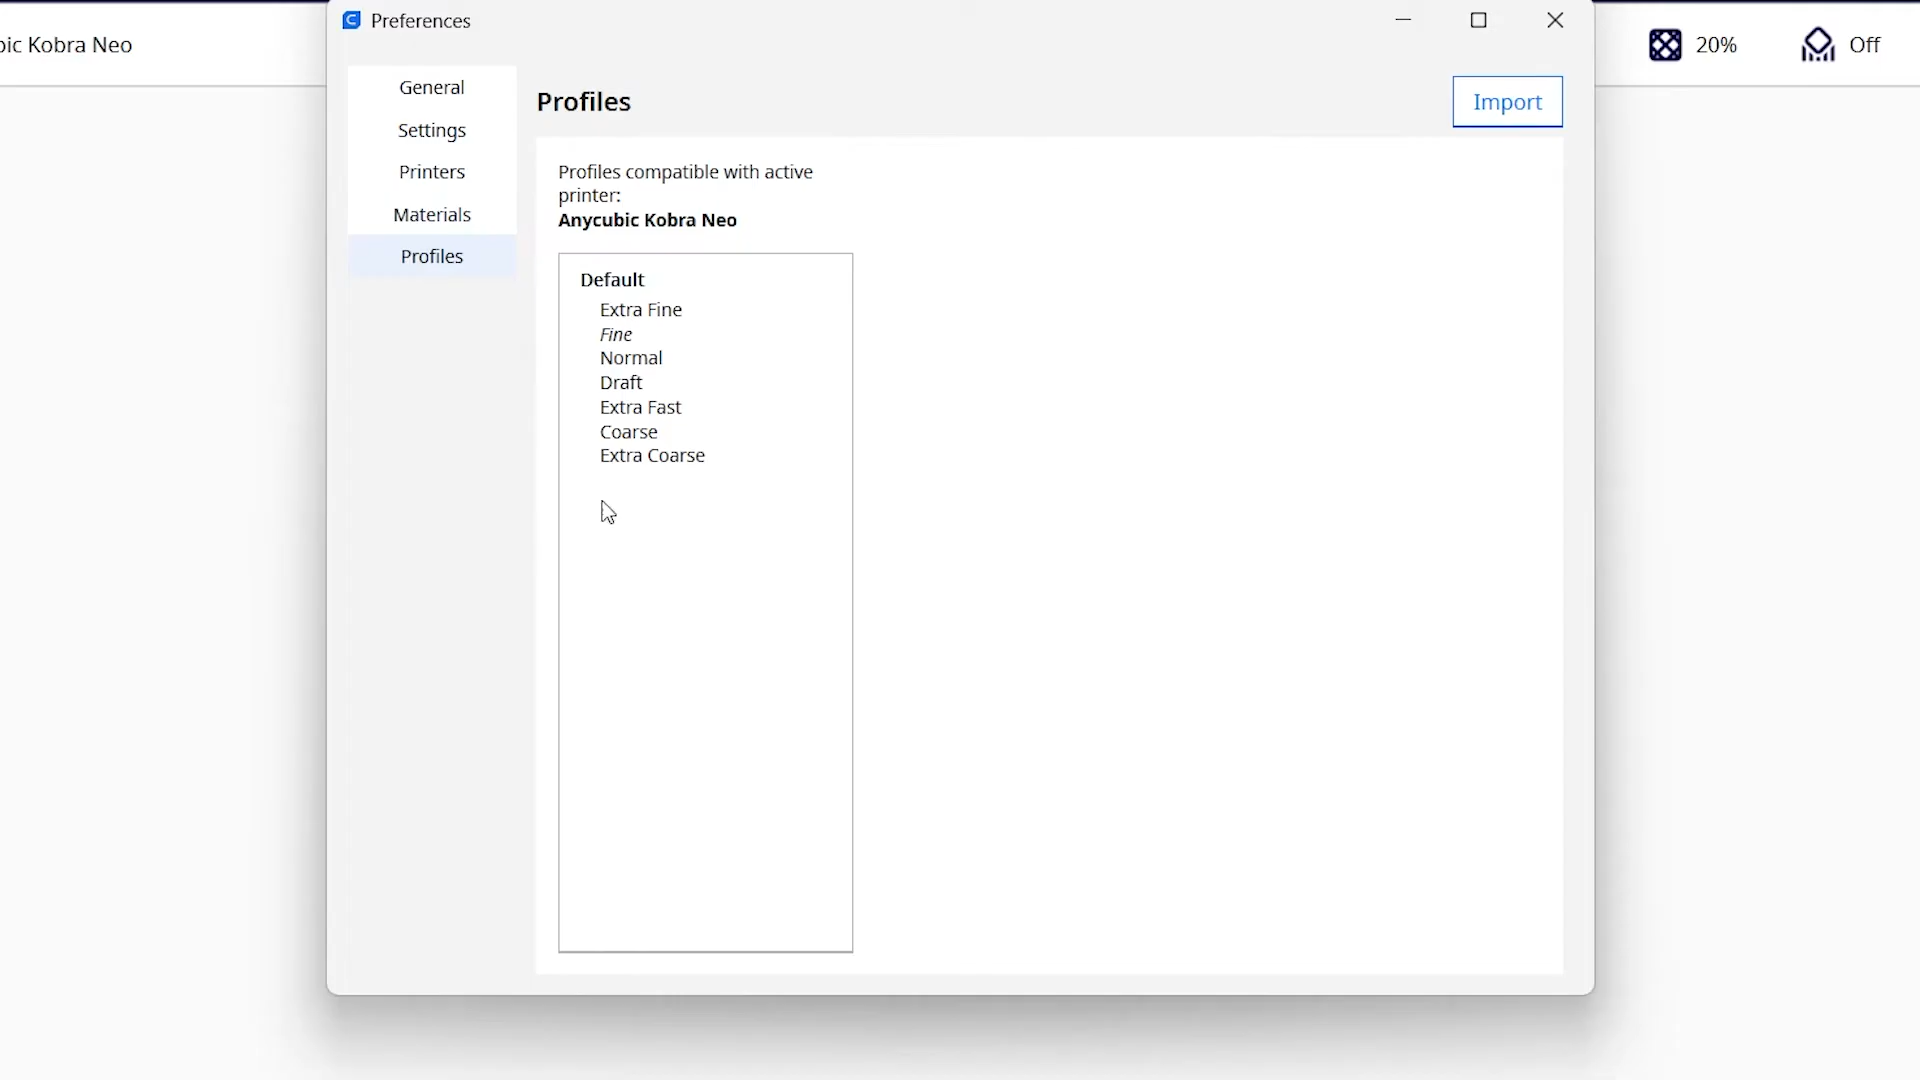 Preferences
bic Kobra Neo
20%
Off
General
Settings
Printers
Materials
Profiles
Profiles
Import
Profiles compatible with active
printer:
Anycubic Kobra Neo
Default
Extra Fine
Fine
Normal
Draft
Extra Fast
Coarse
Extra Coarse